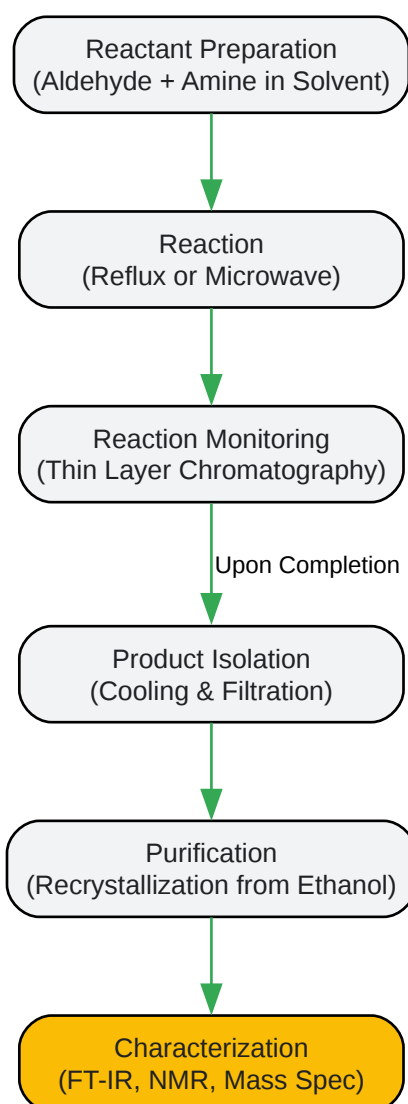 Reactant Preparation
(Aldehyde + Amine in Solvent)
Reaction
(Reflux or Microwave)
Reaction Monitoring
(Thin Layer Chromatography)
Upon Completion
Product Isolation
(Cooling & Filtration)
Purification
(Recrystallization from Ethanol)
Characterization
(FT-IR, NMR, Mass Spec)